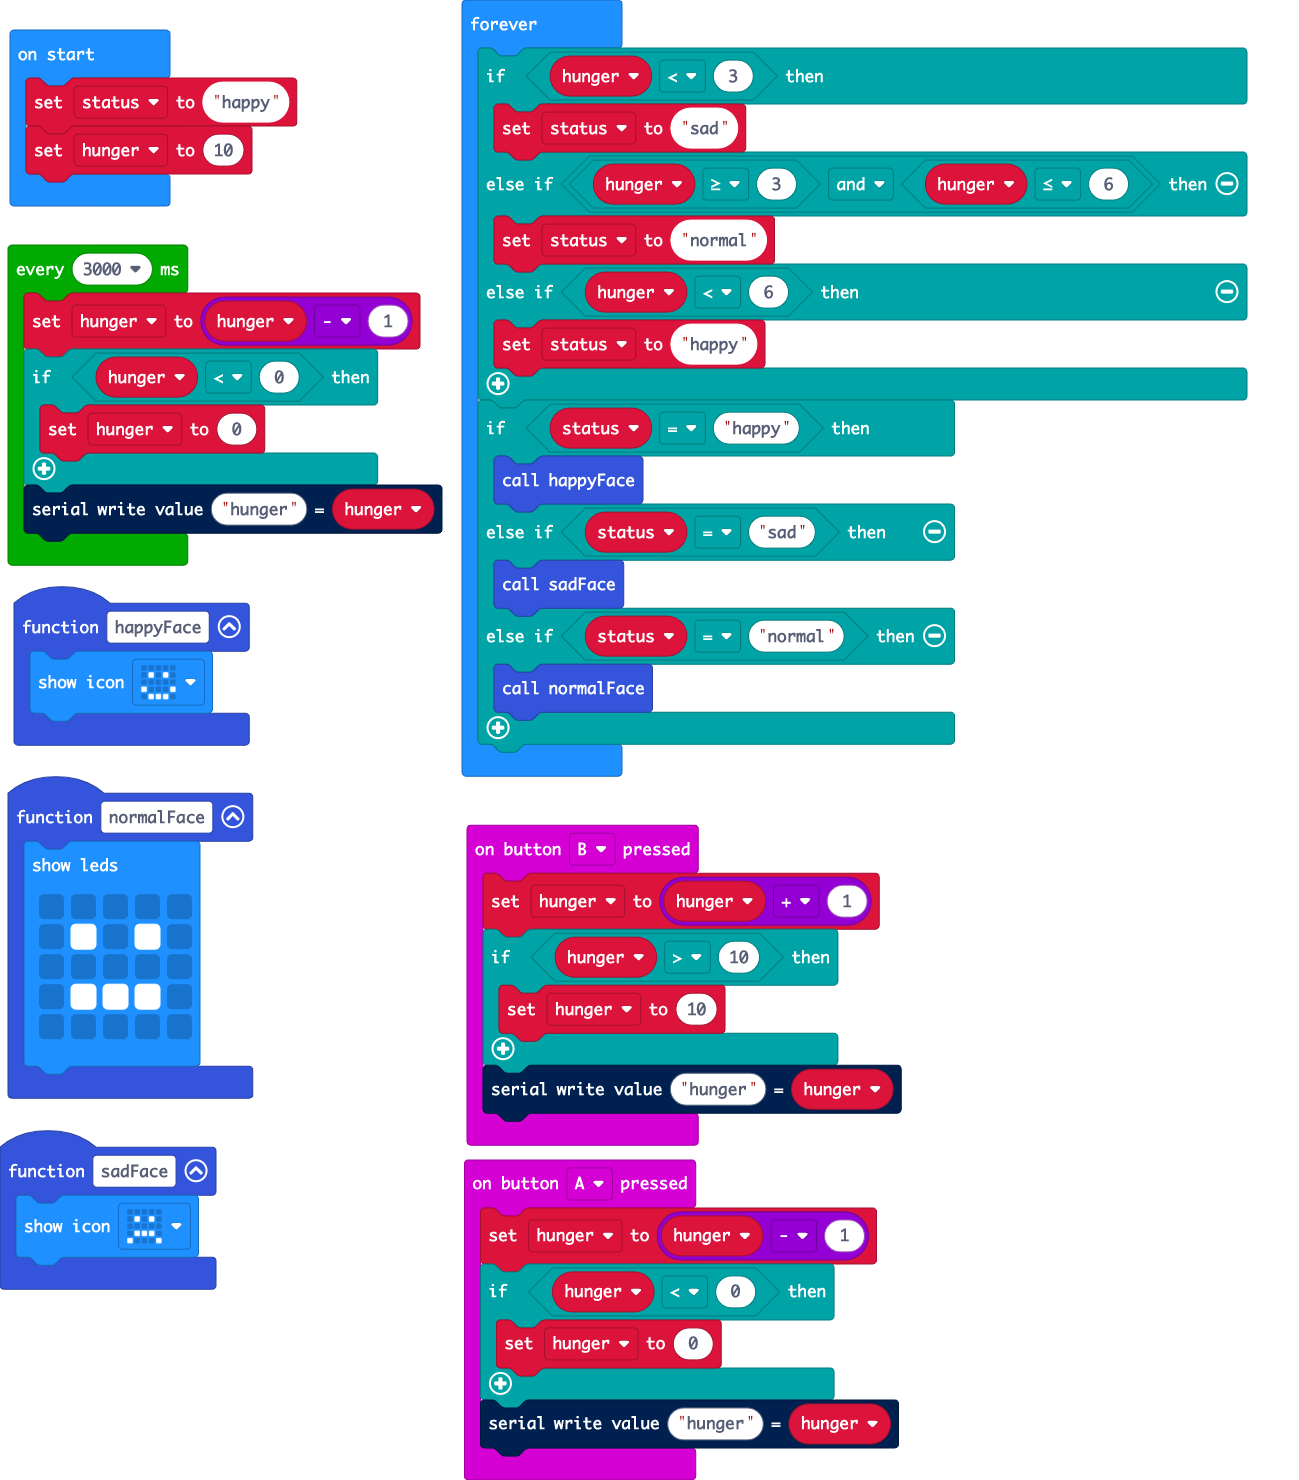 on start
set status to "happy"
set hunger to 10
every 3000 ms
set hunger to hunger - 1
if hunger < 0 then
set hunger to 0
serial write value "hunger" = hunger
function happyFace
show icon
function normalFace
show leds
function sadFace
show icon
forever
if hunger < 3 then
set status to "sad"
else if hunger ≥ 3 and hunger ≤ 6 then
set status to "normal"
else if hunger < 6 then
set status to "happy"
if status = "happy" then
call happyFace
else if status = "sad" then
call sadFace
else if status = "normal" then
call normalFace
on button B pressed
set hunger to hunger + 1
if hunger > 10 then
set hunger to 10
serial write value "hunger" = hunger
on button A pressed
set hunger to hunger - 1
if hunger < 0 then
set hunger to 0
serial write value "hunger" = hunger